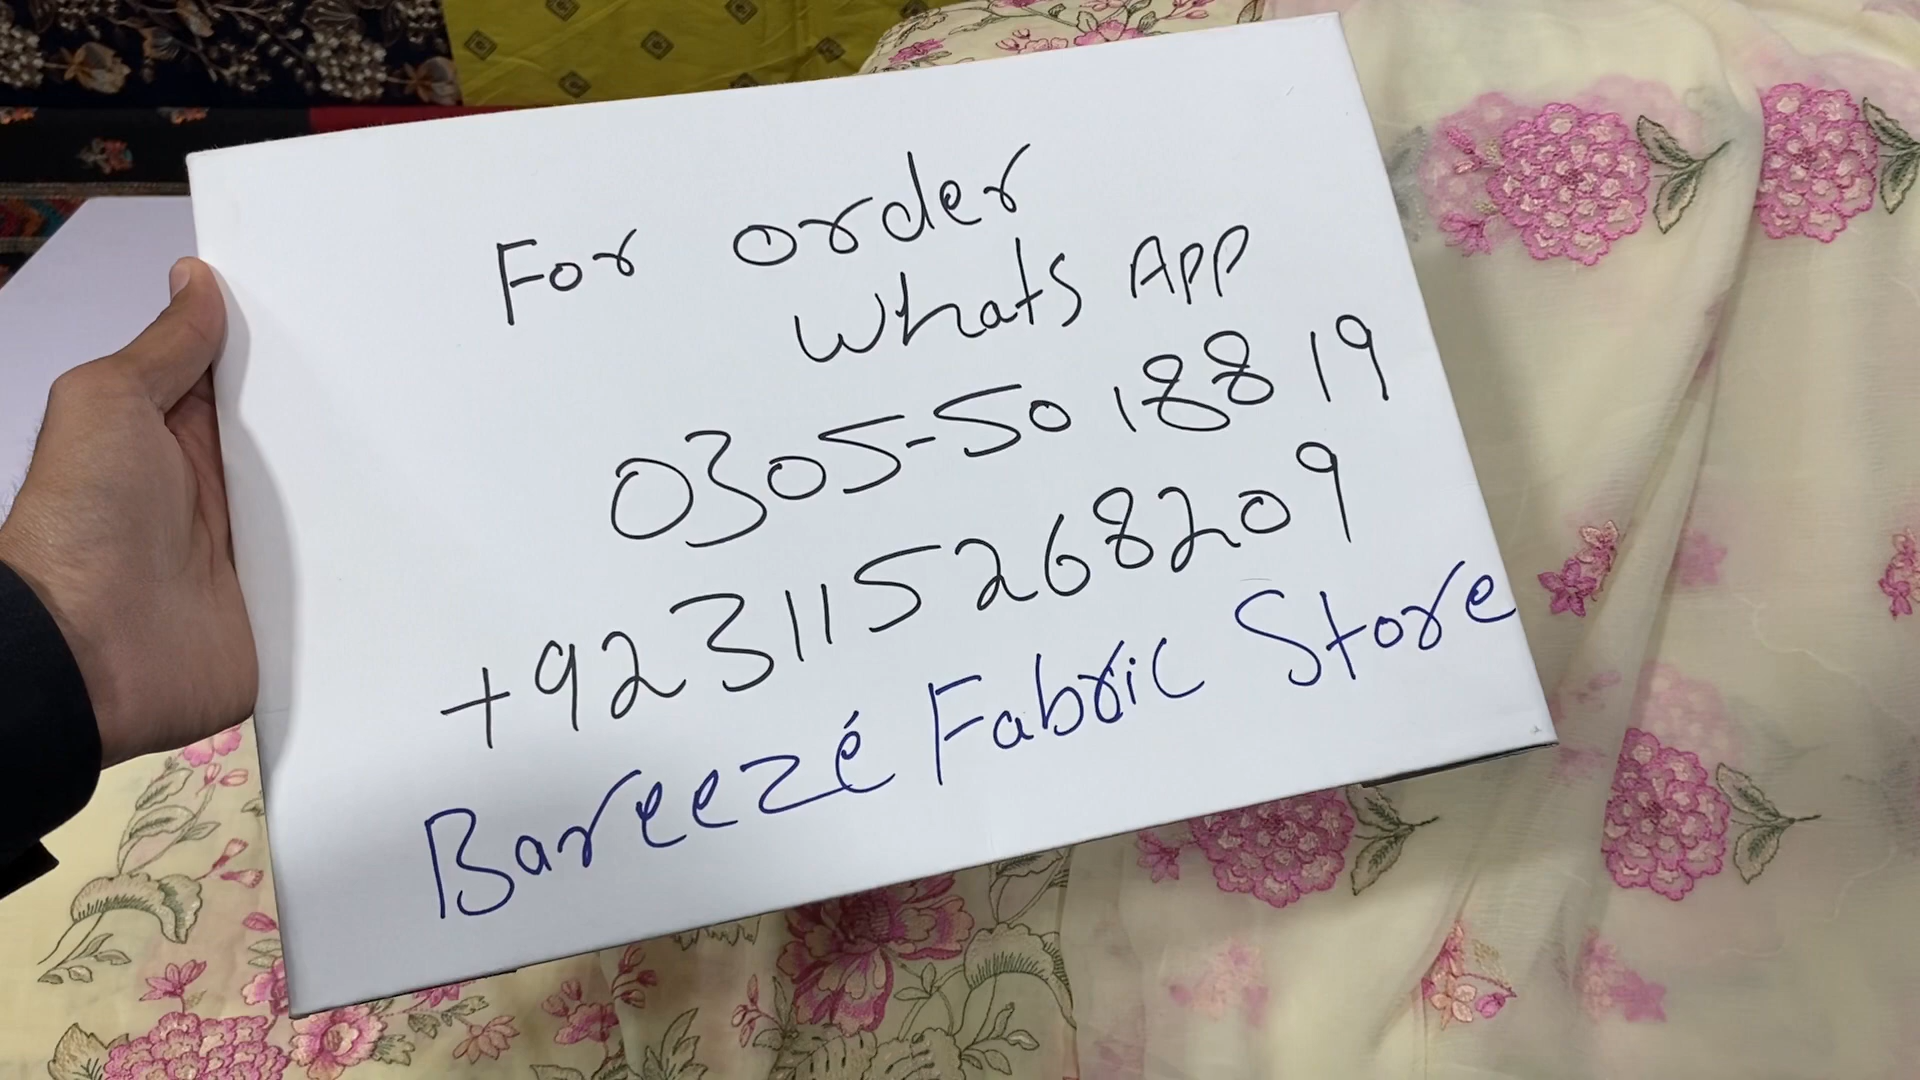 For order
Whats App
0305-5018819
+923115268209
Bareezé Fabric Store